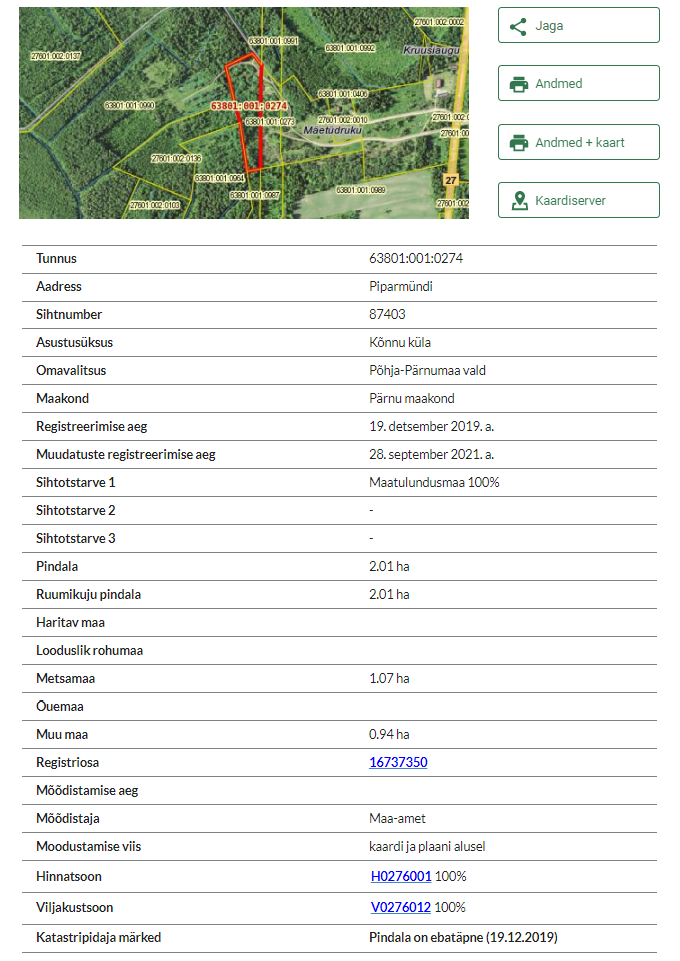 27601:002:0002
63801:001:0991
63801:001:0992
Kruusiaugu
27601:002:0137
63801:001:0406
63801:001:0990
63801:001:0274
27601:002:0010
63801:001:0273
Mäetüdruku
27601:00
27601:002:0136
63801:001:0964
27
63801:001:0989
63801:001:0987
27601:002:0103
27601:002
Jaga
Andmed
Andmed + kaart
Kaardiserver
Tunnus 63801:001:0274
Aadress Piparmündi
Sihtnumber 87403
Asustusüksus Kõnnu küla
Omavalitsus Põhja-Pärnumaa vald
Maakond Pärnu maakond
Registreerimise aeg 19. detsember 2019. a.
Muudatuste registreerimise aeg 28. september 2021. a.
Sihtotstarve 1 Maatulundusmaa 100%
Sihtotstarve 2 -
Sihtotstarve 3 -
Pindala 2.01 ha
Ruumikuju pindala 2.01 ha
Haritav maa
Looduslik rohumaa
Metsamaa 1.07 ha
Õuemaa
Muu maa 0.94 ha
Registriosa 16737350
Mõõdistamise aeg
Mõõdistaja Maa-amet
Moodustamise viis kaardi ja plaani alusel
Hinnatsoon H0276001 100%
Viljakustsoon V0276012 100%
Katastripidaja märked Pindala on ebatäpne (19.12.2019)